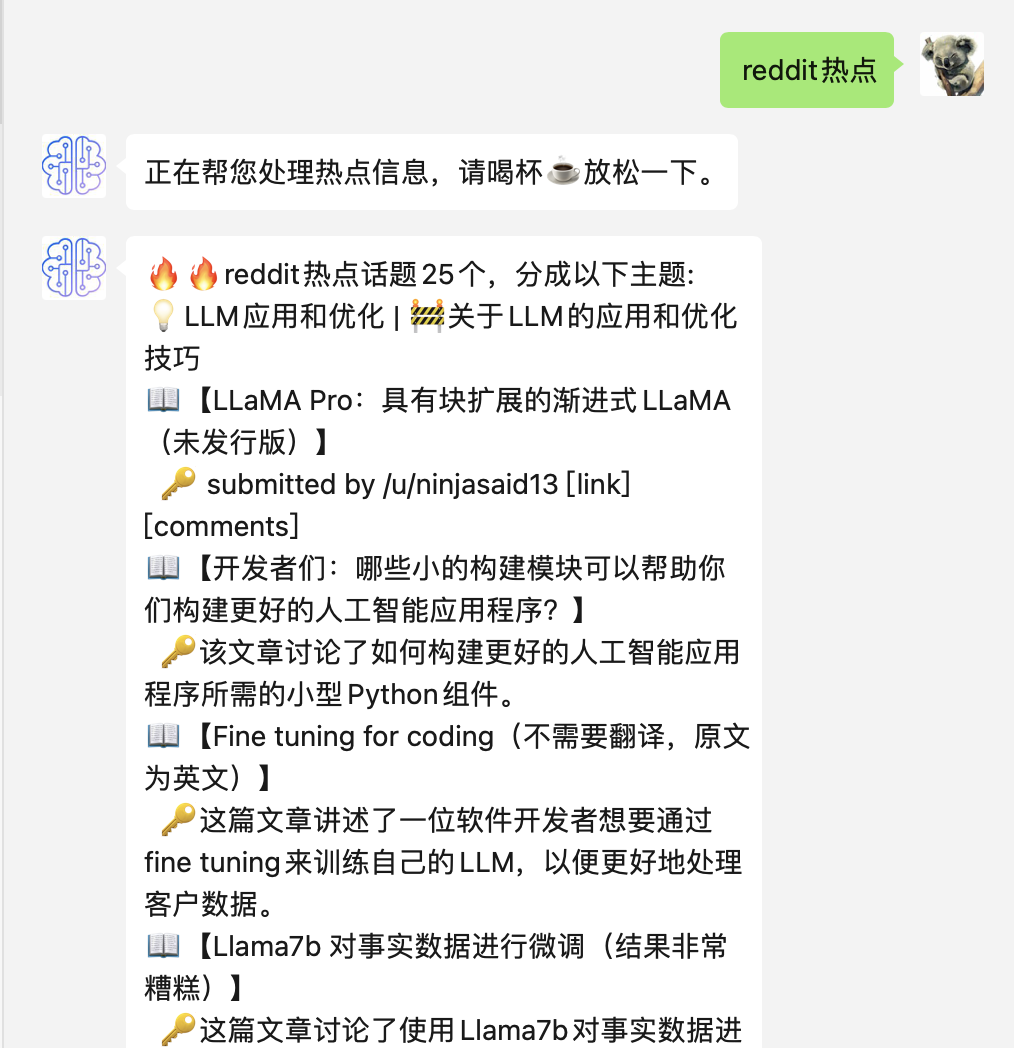 reddit热点
正在帮您处理热点信息，请喝杯☕放松一下。
🔥🔥reddit热点话题25个，分成以下主题:
💡LLM应用和优化 | 🚧关于LLM的应用和优化
技巧
📖【LLaMA Pro：具有块扩展的渐进式LLaMA
（未发行版）】
🔑 submitted by /u/ninjasaid13 [link]
[comments]
📖【开发者们：哪些小的构建模块可以帮助你
们构建更好的人工智能应用程序？】
🔑该文章讨论了如何构建更好的人工智能应用
程序所需的小型Python组件。
📖【Fine tuning for coding（不需要翻译，原文
为英文）】
🔑这篇文章讲述了一位软件开发者想要通过
fine tuning来训练自己的LLM，以便更好地处理
客户数据。
📖【Llama7b 对事实数据进行微调（结果非常
糟糕）】
🔑这篇文章讨论了使用Llama7b对事实数据进